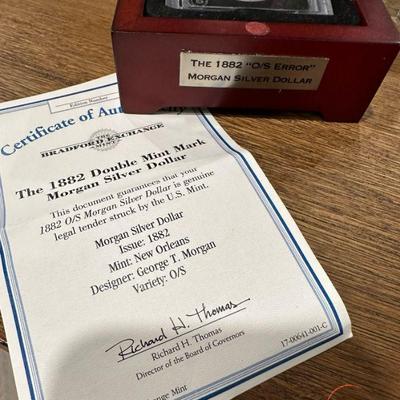 THE 1882 "O/S ERROR"
MORGAN SILVER DOLLAR
Edition Number
Certificate of
THE
BRADFORD EXCHANGE
MINT
The 1882 Double Mint Mark
Morgan Silver Dollar
This document guarantees that your
1882 O/S Morgan Silver Dollar is genuine
legal tender struck by the U.S. Mint.
Morgan Silver Dollar
Issue: 1882
Mint: New Orleans
Designer: George T. Morgan
Variety: O/S
Richard H. Thomas
Richard H. Thomas
Director of the Board of Governors
17-00641-001-C
Mint